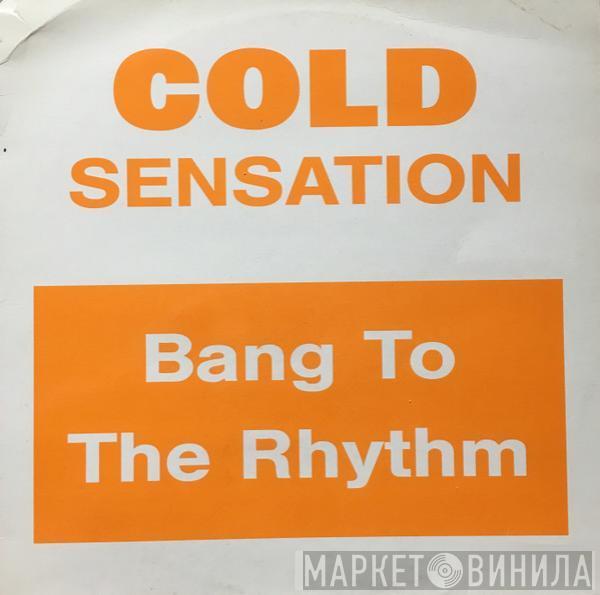 COLD
SENSATION
Bang To
The Rhythm
МАРКЕТ ВИНИЛА